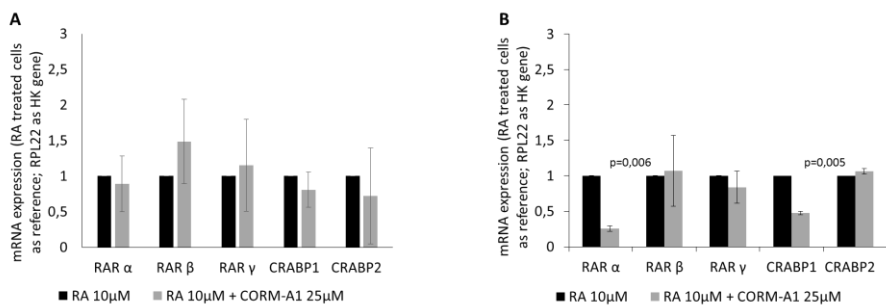 A
mRNA expression (RA treated cells
as reference; RPL22 as HK gene)
4
3,5
3
2,5
2
1,5
1
0,5
0
RAR α RAR β RAR γ CRABP1 CRABP2
RA 10μM RA 10μM + CORM-A1 25μM
B
mRNA expression (RA treated cells
as reference; RPL22 as HK gene)
3
2,5
2
1,5
1
0,5
0
p=0,006 p=0,005
RAR α RAR β RAR γ CRABP1 CRABP2
RA 10μM RA 10μM + CORM-A1 25μM